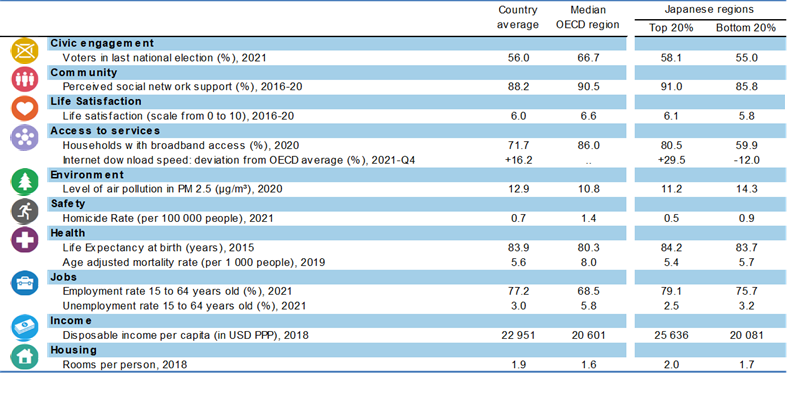 Country average Median OECD region Japanese regions
Top 20% Bottom 20%
Civic engagement
Voters in last national election (%), 2021 56.0 66.7 58.1 55.0
Community
Perceived social network support (%), 2016-20 88.2 90.5 91.0 85.8
Life Satisfaction
Life satisfaction (scale from 0 to 10), 2016-20 6.0 6.6 6.1 5.8
Access to services
Households with broadband access (%), 2020 71.7 86.0 80.5 59.9
Internet download speed: deviation from OECD average (%), 2021-Q4 +16.2 .. +29.5 -12.0
Environment
Level of air pollution in PM 2.5 (µg/m³), 2020 12.9 10.8 11.2 14.3
Safety
Homicide Rate (per 100 000 people), 2021 0.7 1.4 0.5 0.9
Health
Life Expectancy at birth (years), 2015 83.9 80.3 84.2 83.7
Age adjusted mortality rate (per 1 000 people), 2019 5.6 8.0 5.4 5.7
Jobs
Employment rate 15 to 64 years old (%), 2021 77.2 68.5 79.1 75.7
Unemployment rate 15 to 64 years old (%), 2021 3.0 5.8 2.5 3.2
Income
Disposable income per capita (in USD PPP), 2018 22 951 20 601 25 636 20 081
Housing
Rooms per person, 2018 1.9 1.6 2.0 1.7